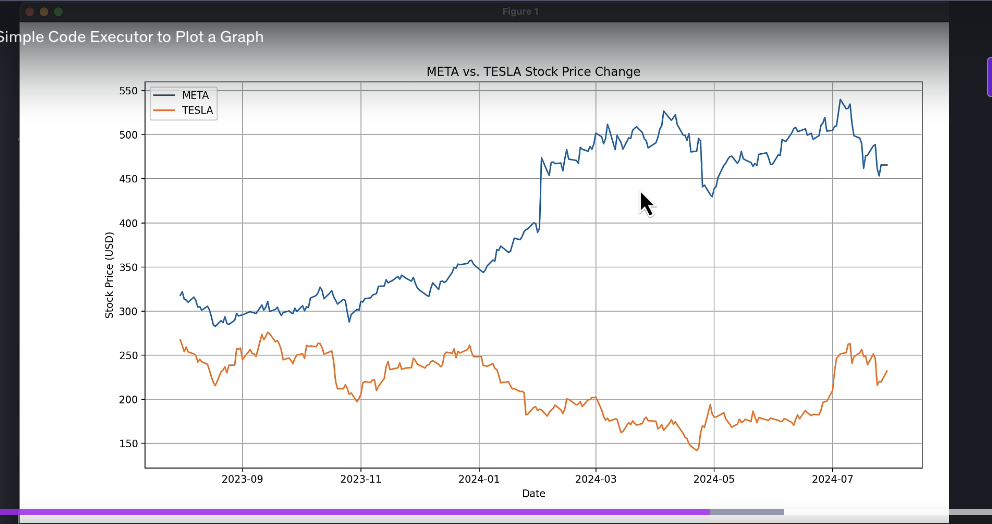 Figure 1
Simple Code Executor to Plot a Graph
META vs. TESLA Stock Price Change
META
TESLA
550
500
450
400
350
300
250
200
150
Stock Price (USD)
2023-09 2023-11 2024-01 2024-03 2024-05 2024-07
Date